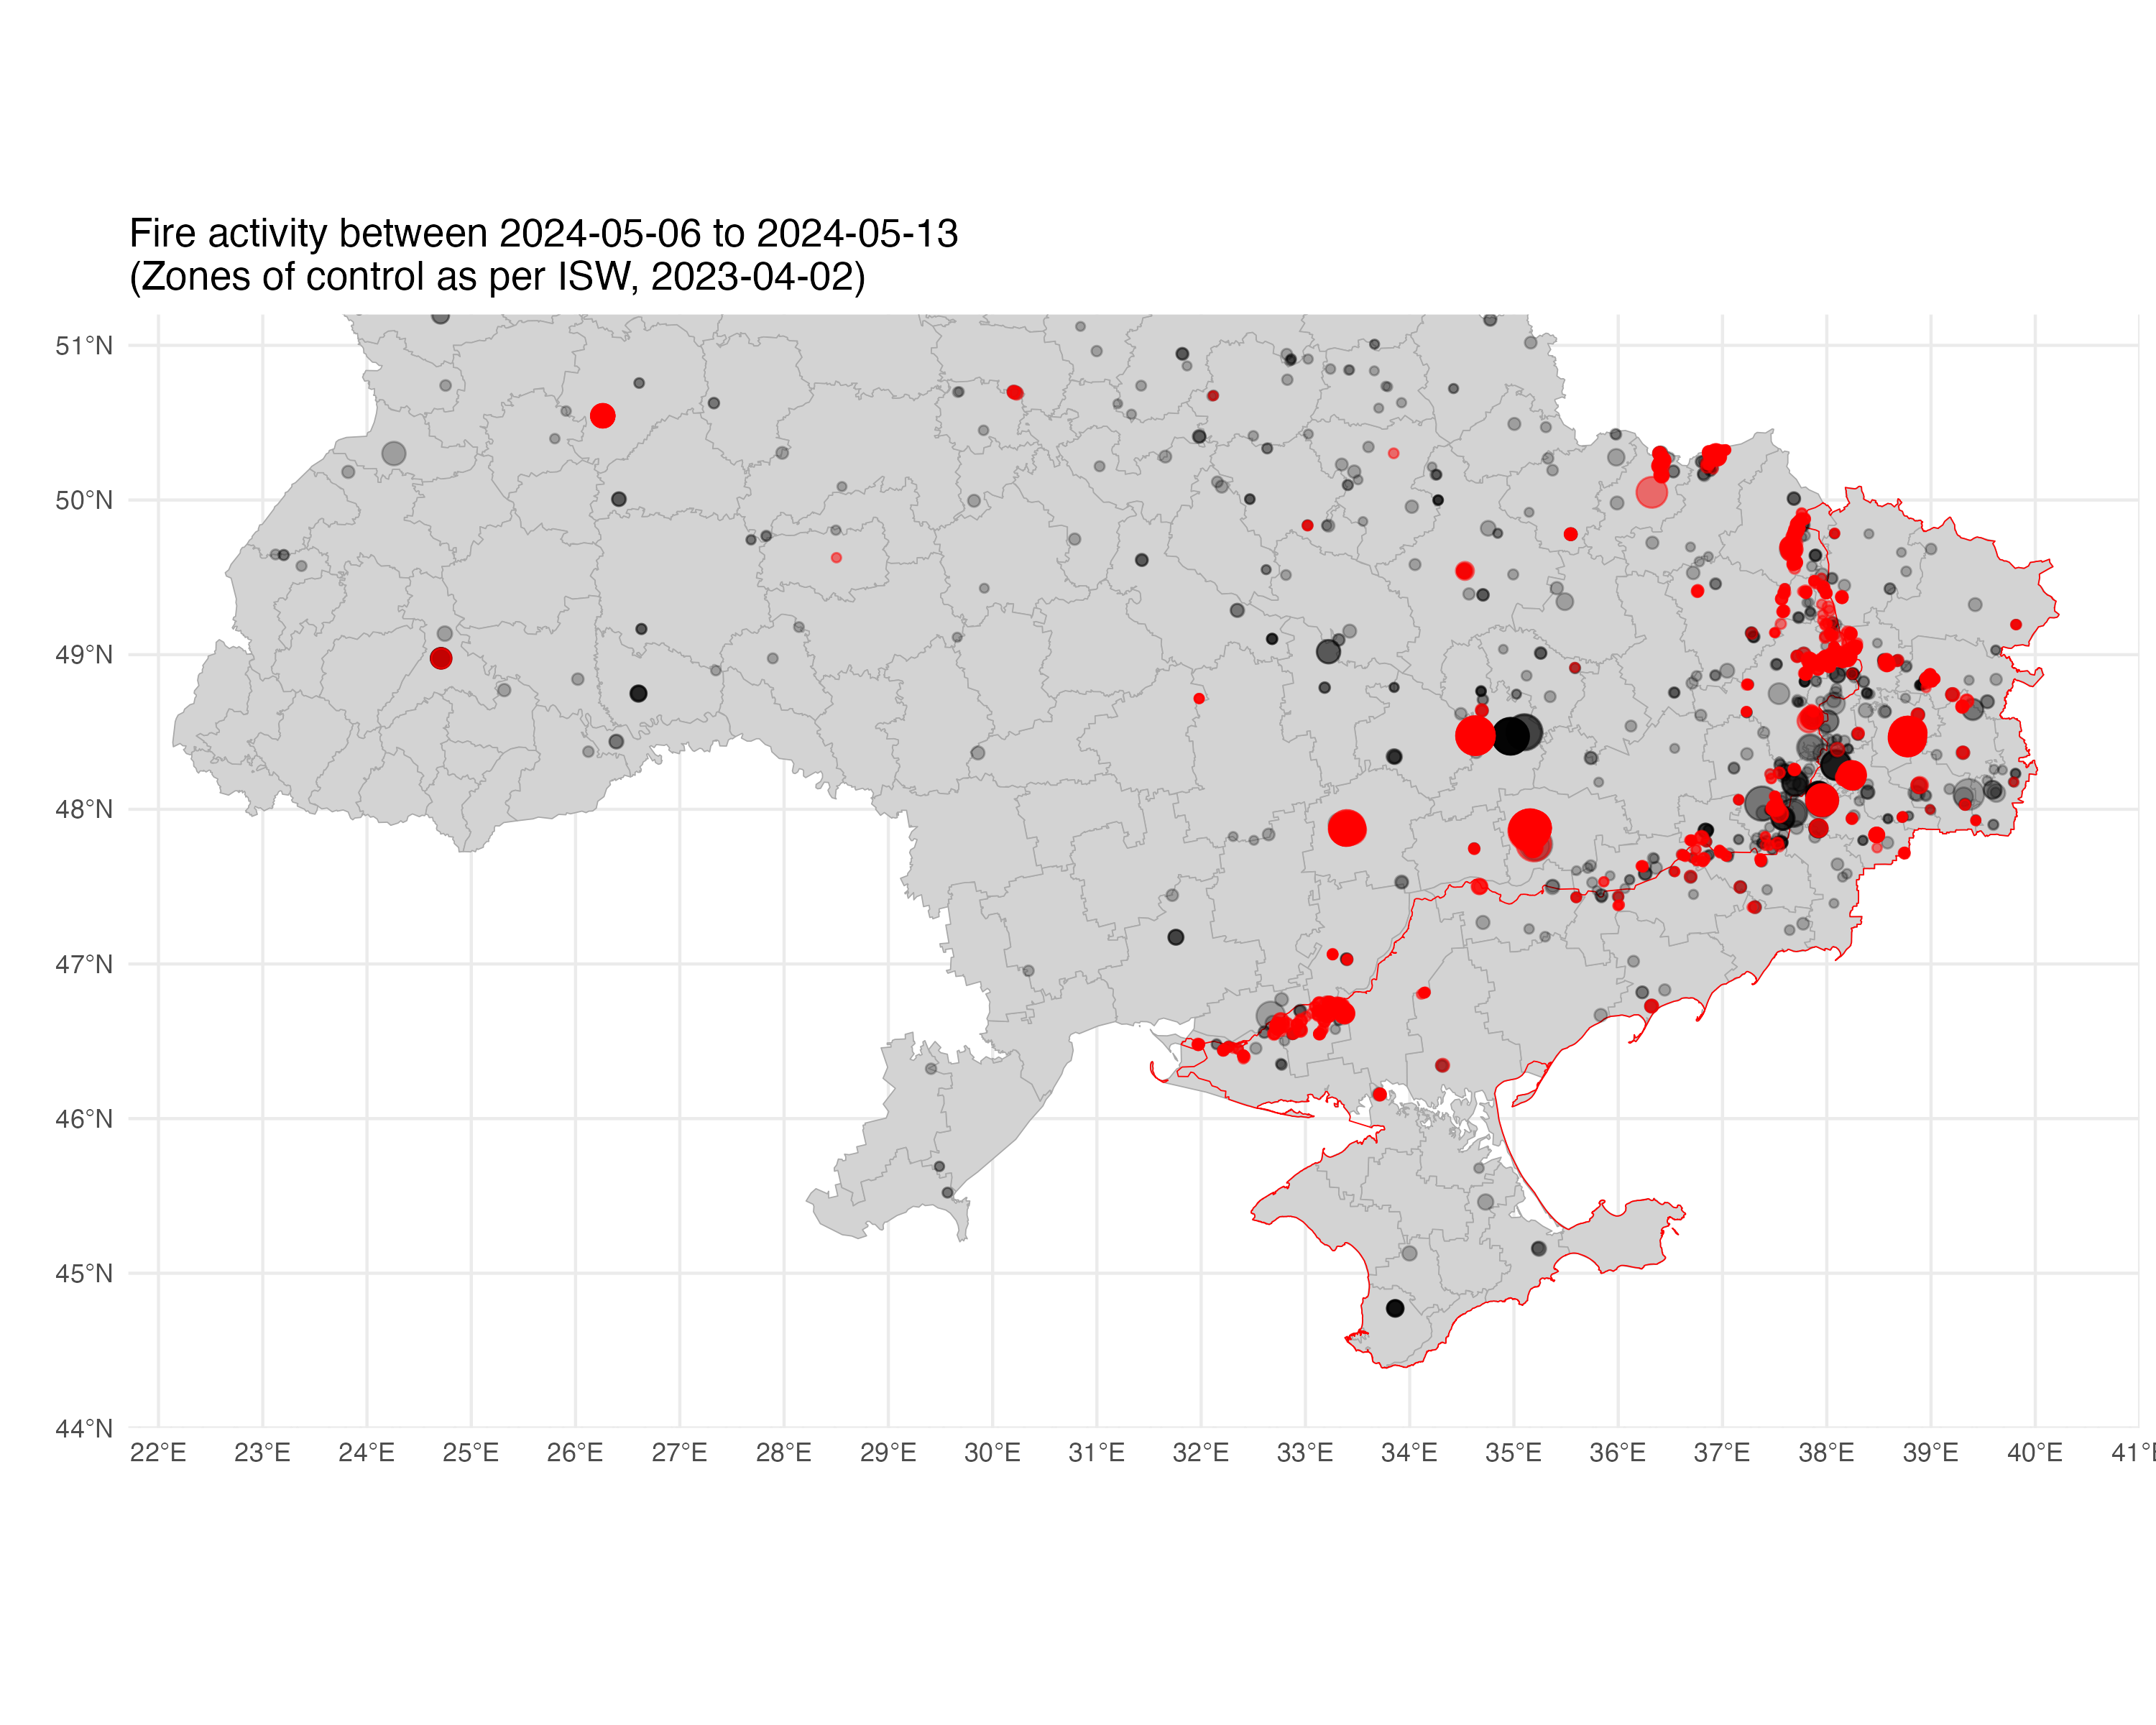 Fire activity between 2024-05-06 to 2024-05-13
(Zones of control as per ISW, 2023-04-02)
51°N
50°N
49°N
48°N
47°N
46°N
45°N
44°N
22°E 23°E 24°E 25°E 26°E 27°E 28°E 29°E 30°E 31°E 32°E 33°E 34°E 35°E 36°E 37°E 38°E 39°E 40°E 41°E